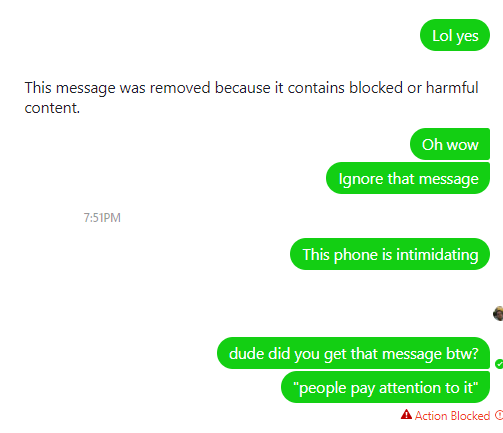 Lol yes
This message was removed because it contains blocked or harmful
content.
Oh wow
Ignore that message
7:51PM
This phone is intimidating
dude did you get that message btw?
"people pay attention to it"
Action Blocked